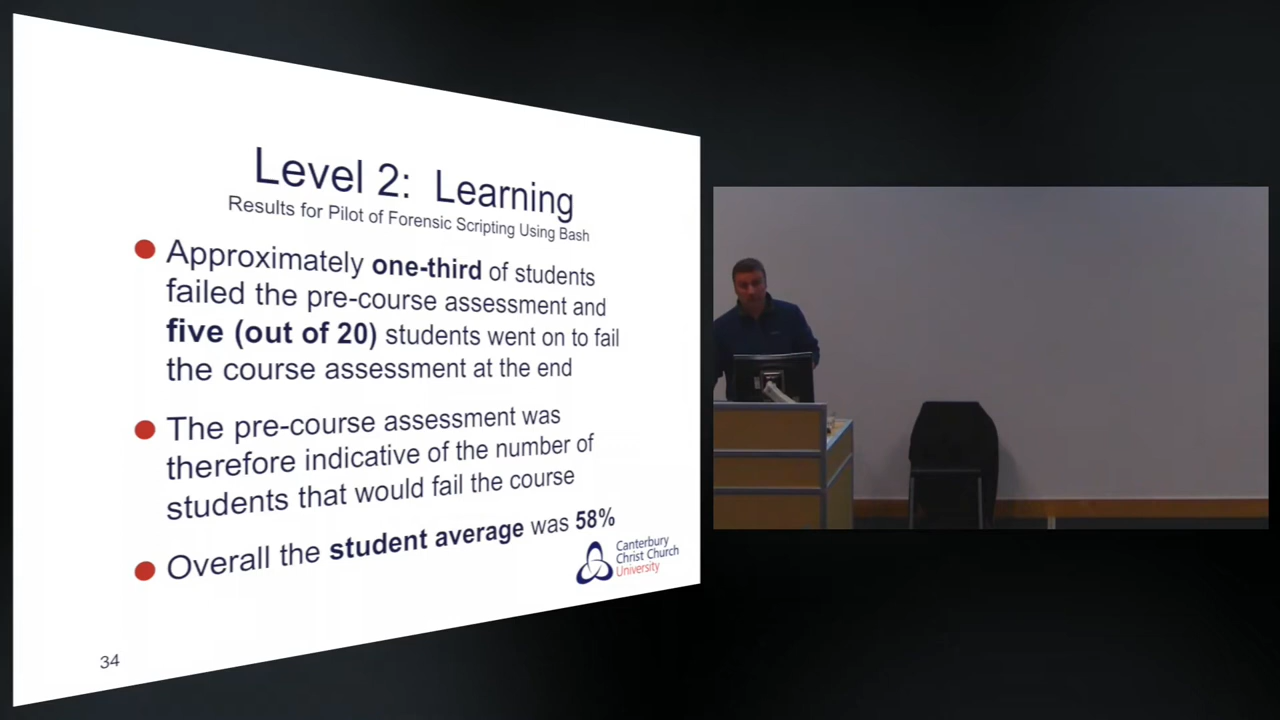 Level 2: Learning
Results for Pilot of Forensic Scripting Using Bash
Approximately one-third of students
failed the pre-course assessment and
five (out of 20) students went on to fail
the course assessment at the end
The pre-course assessment was
therefore indicative of the number of
students that would fail the course
Overall the student average was 58%
Canterbury
Christ Church
University
34